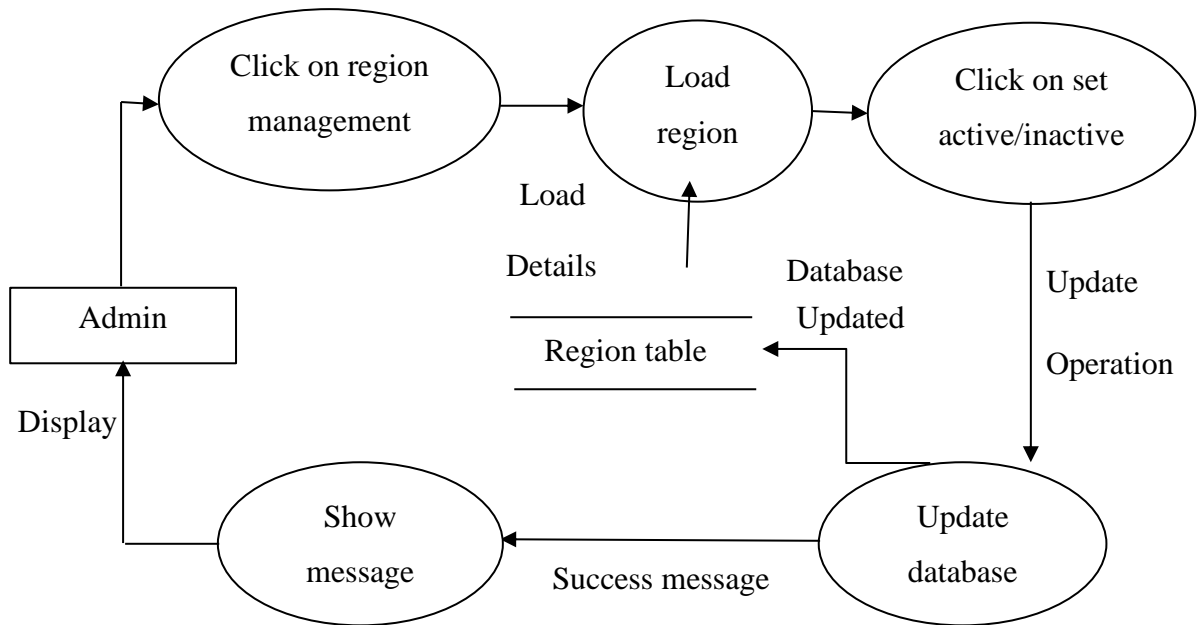 Click on region
management
Load
region
Click on set
active/inactive
Load
Details
Database
Updated
Update
Operation
Admin
Region table
Display
Show
message
Success message
Update
database